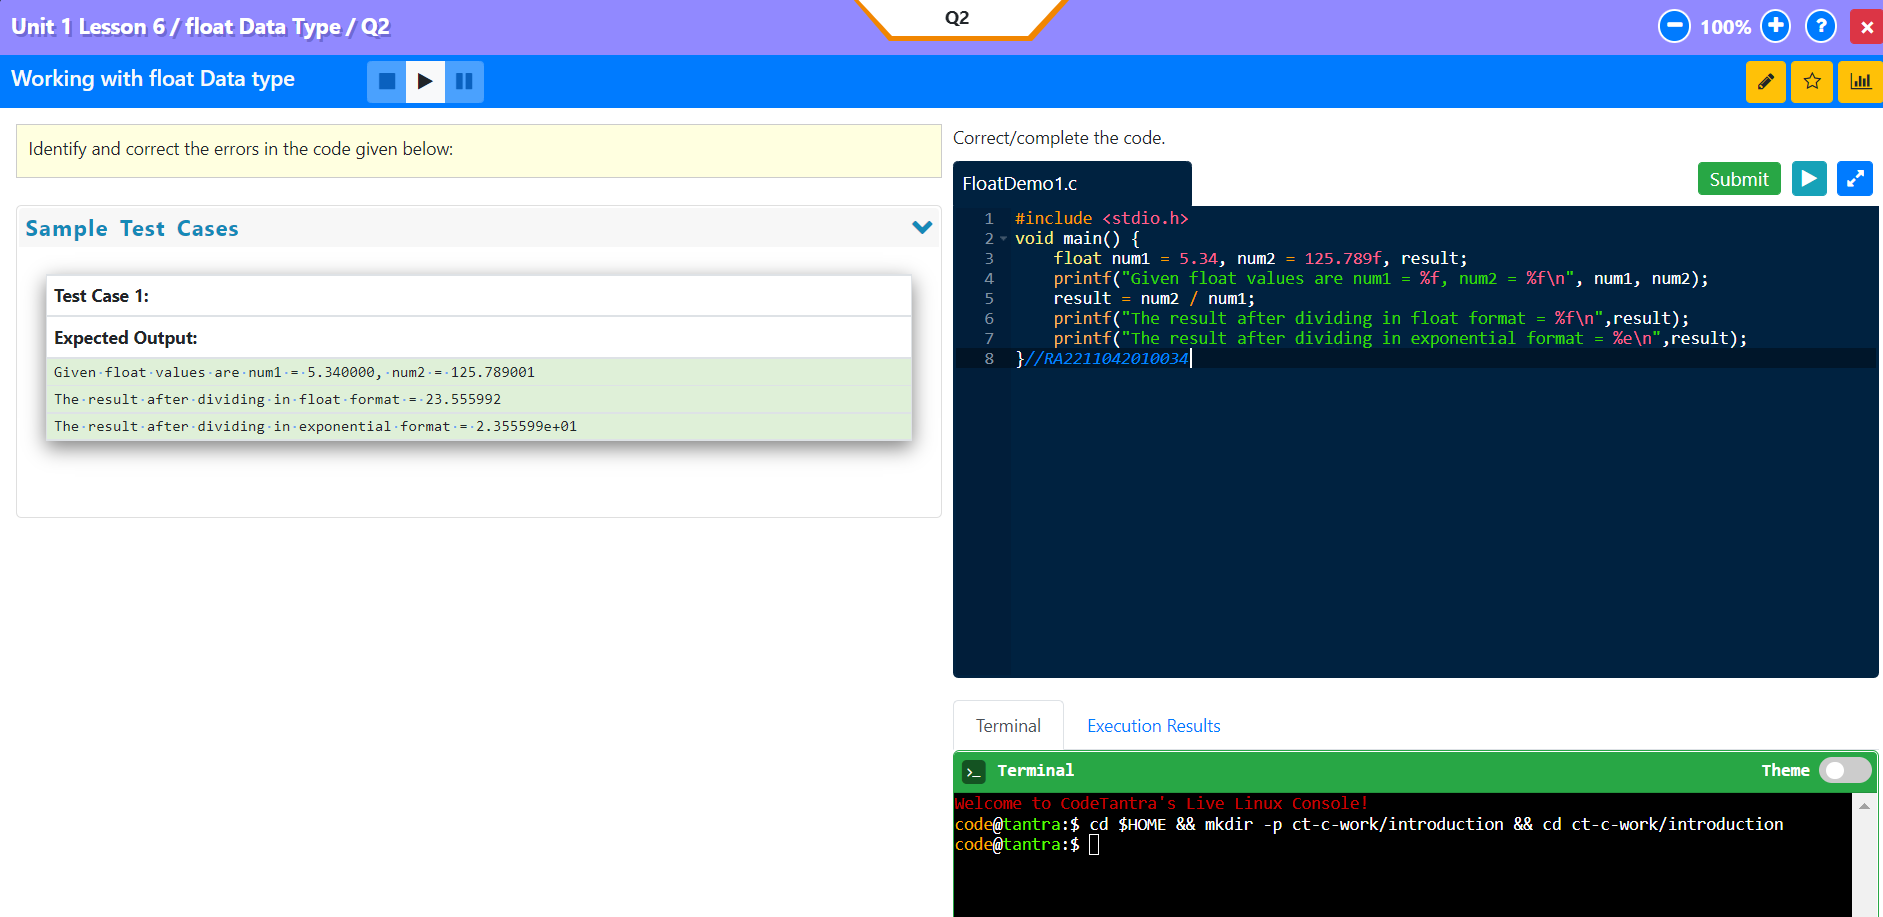 Unit 1 Lesson 6 / float Data Type / Q2
Q2
100%
?
Working with float Data type
Identify and correct the errors in the code given below:
Sample Test Cases
Test Case 1:
Expected Output:
Given·float·values·are·num1·=·5.340000,·num2·=·125.789001
The·result·after·dividing·in·float·format·=·23.555992
The·result·after·dividing·in·exponential·format·=·2.355599e+01
Correct/complete the code.
FloatDemo1.c
Submit
1 #include <stdio.h>
2 void main() {
3     float num1 = 5.34, num2 = 125.789f, result;
4     printf("Given float values are num1 = %f, num2 = %f\n", num1, num2);
5     result = num2 / num1;
6     printf("The result after dividing in float format = %f\n",result);
7     printf("The result after dividing in exponential format = %e\n",result);
8 }//RA2211042010034
Terminal
Execution Results
>_ Terminal
Theme
Welcome to CodeTantra's Live Linux Console!
code@tantra:$ cd $HOME && mkdir -p ct-c-work/introduction && cd ct-c-work/introduction
code@tantra:$